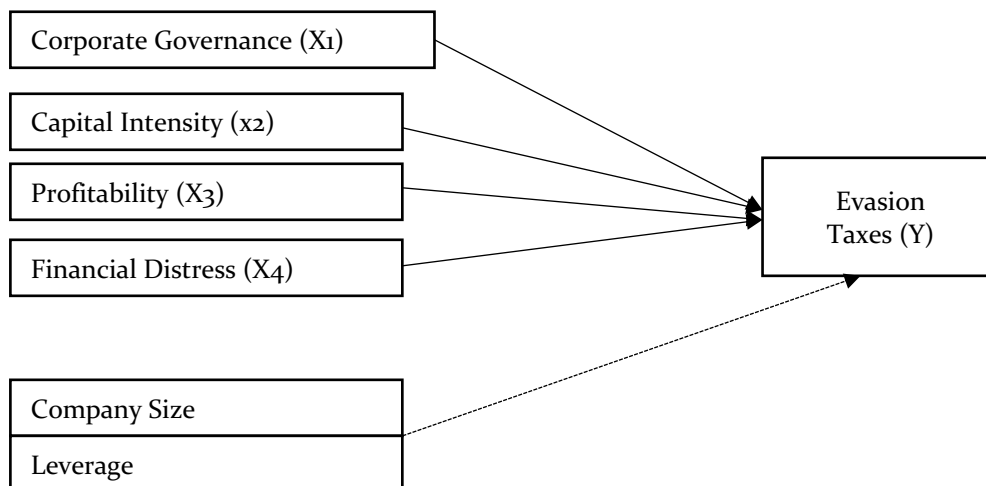 Corporate Governance (X1)
Capital Intensity (x2)
Profitability (X3)
Financial Distress (X4)
Evasion
Taxes (Y)
Company Size
Leverage